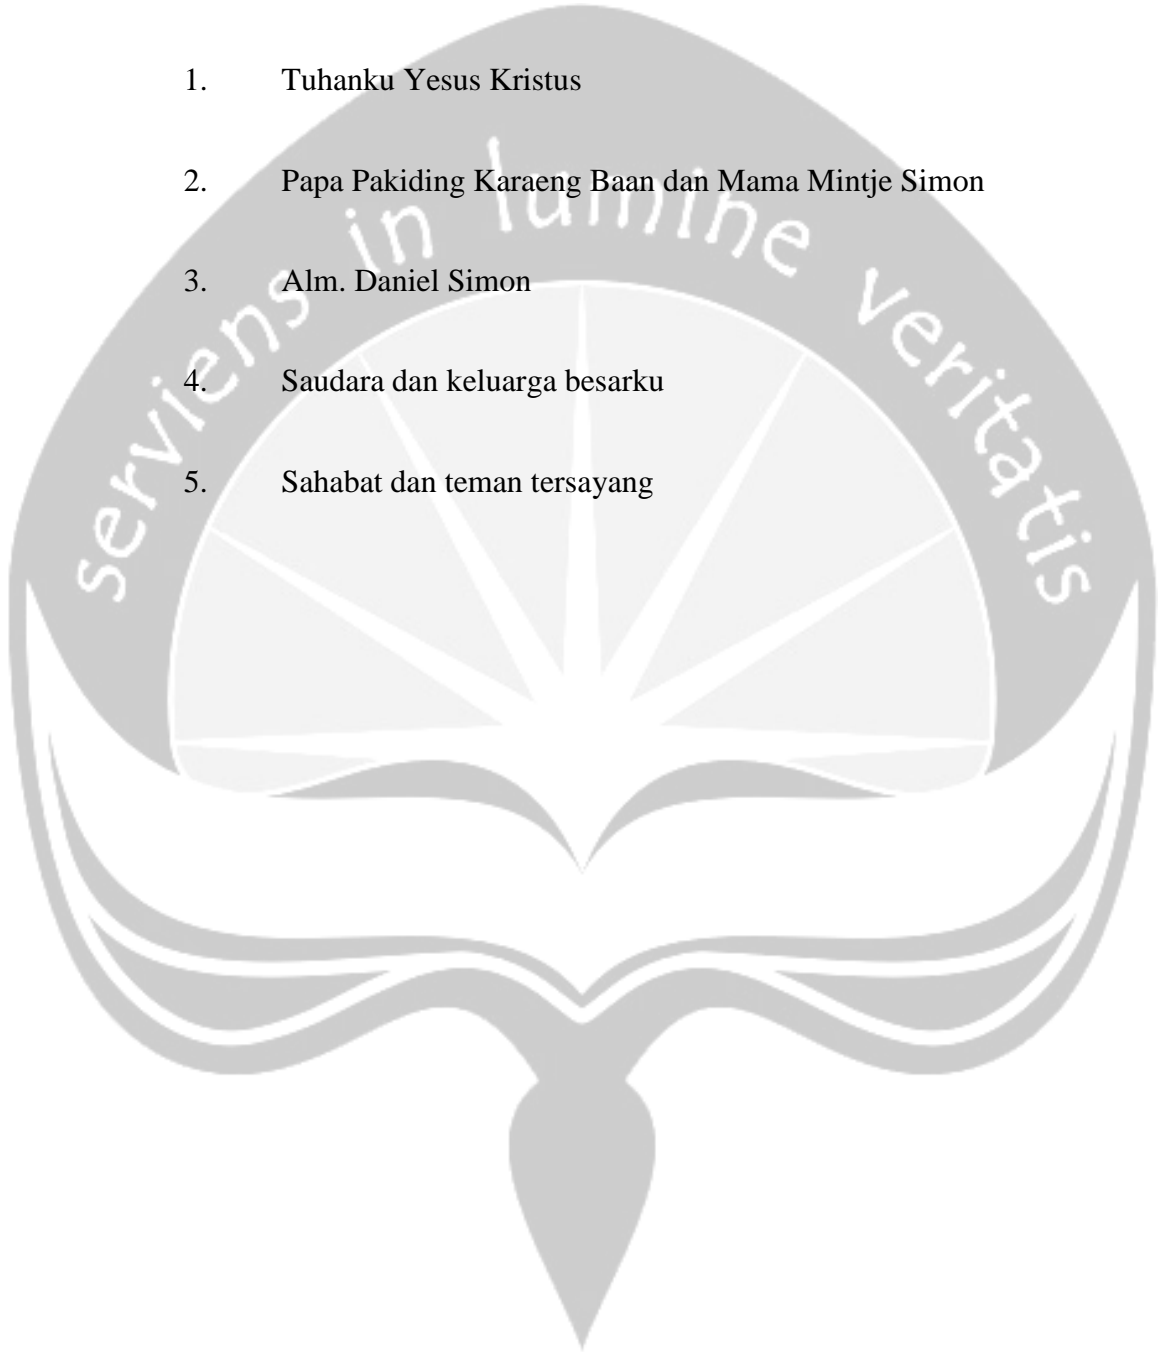 1. Tuhanku Yesus Kristus
2. Papa Pakiding Karaeng Baan dan Mama Mintje Simon
3. Alm. Daniel Simon
4. Saudara dan keluarga besarku
5. Sahabat dan teman tersayang
serviens in lumine veritatis